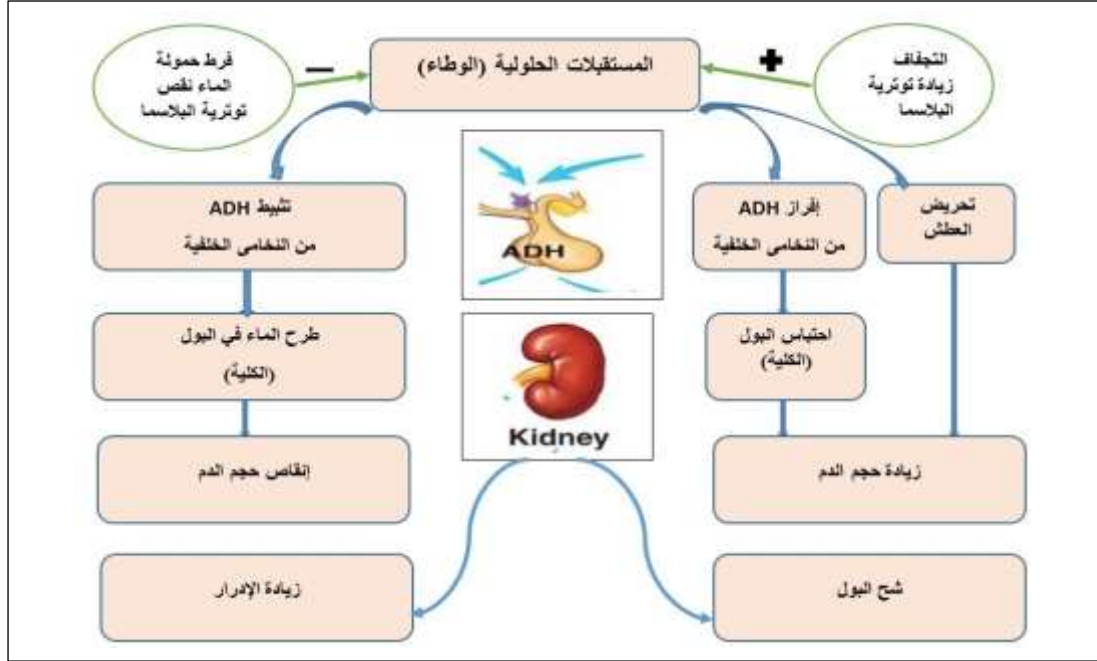 المستقبلات الحلولية (الوطاء)
+
التجفاف
زيادة توترية
البلاسما
−
فرط حمولة
الماء نقص
توترية البلاسما
تحريض
العطش
إفراز ADH
من النخامى الخلفية
احتباس البول
(الكلية)
زيادة حجم الدم
شح البول
ADH
Kidney
تثبيط ADH
من النخامى الخلفية
طرح الماء في البول
(الكلية)
إنقاص حجم الدم
زيادة الإدرار